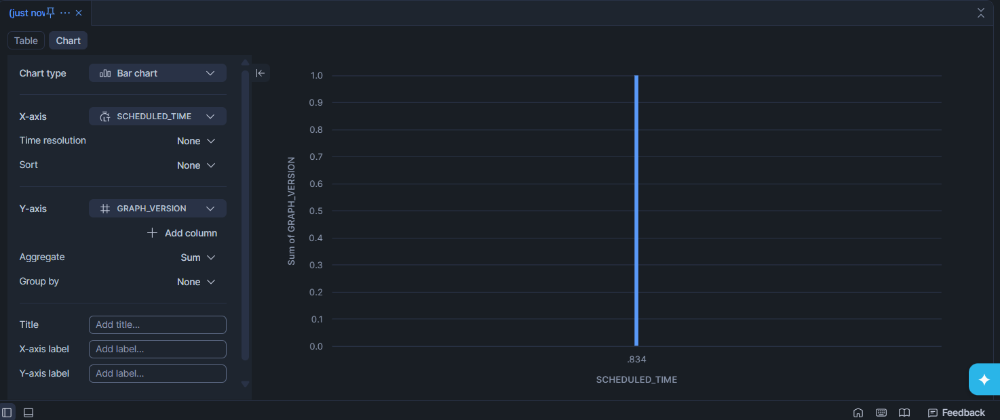 (just nov
Table
Chart
Chart type
Bar chart
X-axis
SCHEDULED_TIME
Time resolution
None
Sort
None
Y-axis
GRAPH_VERSION
Add column
Aggregate
Sum
Group by
None
Title
Add title...
X-axis label
Add label...
Y-axis label
Add label...
Sum of GRAPH_VERSION
1.0
0.9
0.8
0.7
0.6
0.5
0.4
0.3
0.2
0.1
0.0
.834
SCHEDULED_TIME
Feedback